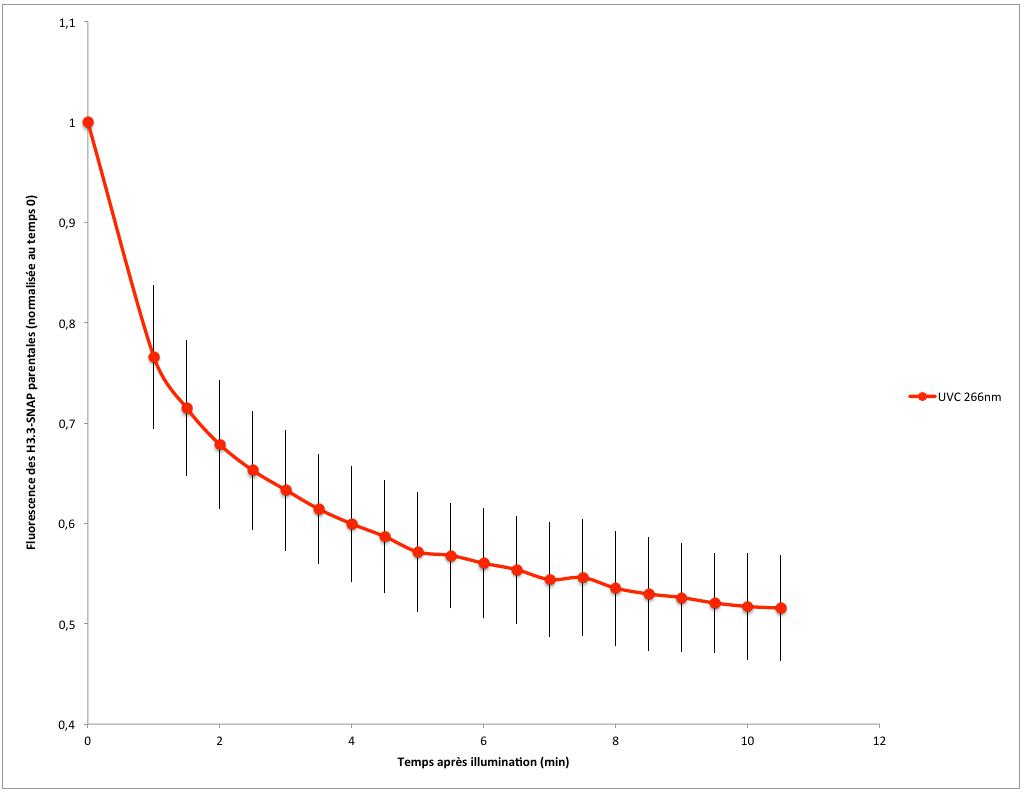 1,1
1
0,9
0,8
0,7
0,6
0,5
0,4
0 2 4 6 8 10 12
Fluorescence des H3.3-SNAP parentales (normalisée au temps 0)
Temps après illumination (min)
UVC 266nm